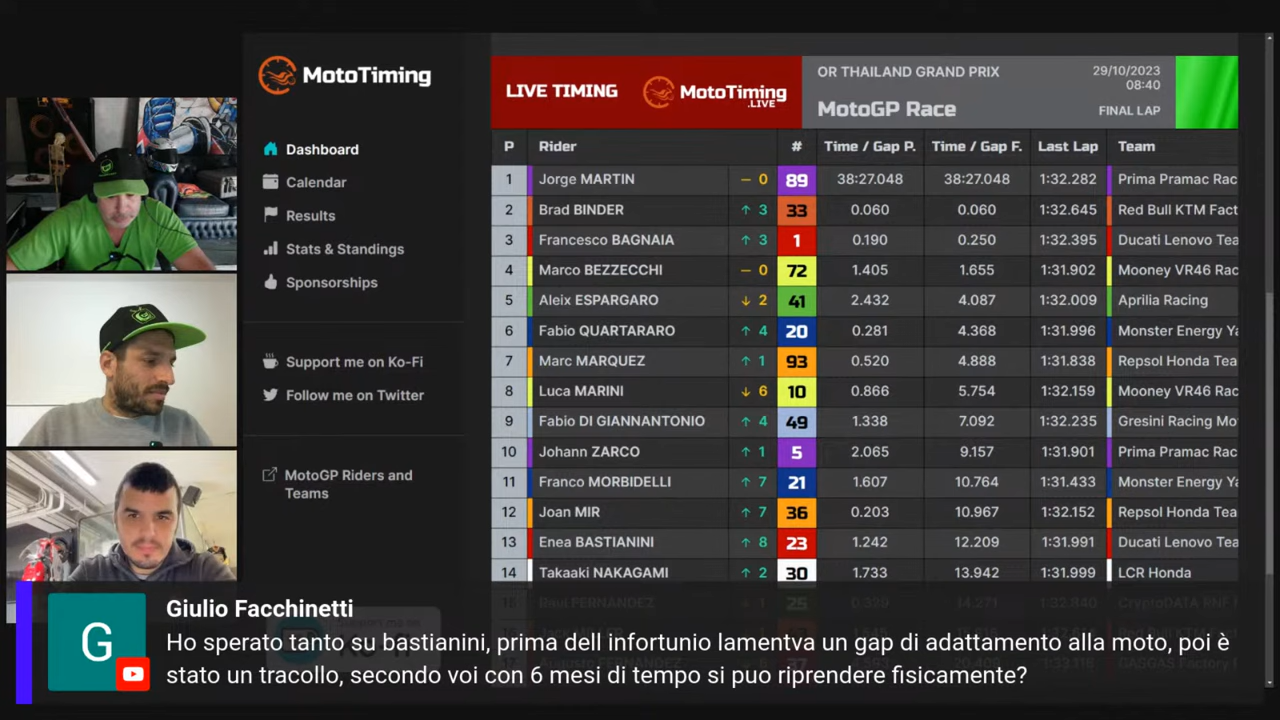 MotoTiming
Dashboard
Calendar
Results
Stats & Standings
Sponsorships
Support me on Ko-Fi
Follow me on Twitter
MotoGP Riders and
Teams
LIVE TIMING
MotoTiming
.LIVE
OR THAILAND GRAND PRIX
MotoGP Race
29/10/2023
08:40
FINAL LAP
P Rider # Time / Gap P. Time / Gap F. Last Lap Team
1 Jorge MARTIN – 0 89 38:27.048 38:27.048 1:32.282 Prima Pramac Rac
2 Brad BINDER ↑ 3 33 0.060 0.060 1:32.645 Red Bull KTM Fact
3 Francesco BAGNAIA ↑ 3 1 0.190 0.250 1:32.395 Ducati Lenovo Tea
4 Marco BEZZECCHI – 0 72 1.405 1.655 1:31.902 Mooney VR46 Rac
5 Aleix ESPARGARO ↓ 2 41 2.432 4.087 1:32.009 Aprilia Racing
6 Fabio QUARTARARO ↑ 4 20 0.281 4.368 1:31.996 Monster Energy Ya
7 Marc MARQUEZ ↑ 1 93 0.520 4.888 1:31.838 Repsol Honda Tea
8 Luca MARINI ↓ 6 10 0.866 5.754 1:32.159 Mooney VR46 Rac
9 Fabio DI GIANNANTONIO ↑ 4 49 1.338 7.092 1:32.235 Gresini Racing Mo
10 Johann ZARCO ↑ 1 5 2.065 9.157 1:31.901 Prima Pramac Rac
11 Franco MORBIDELLI ↑ 7 21 1.607 10.764 1:31.433 Monster Energy Ya
12 Joan MIR ↑ 7 36 0.203 10.967 1:32.152 Repsol Honda Tea
13 Enea BASTIANINI ↑ 8 23 1.242 12.209 1:31.991 Ducati Lenovo Tea
14 Takaaki NAKAGAMI ↑ 2 30 1.733 13.942 1:31.999 LCR Honda
15 Raul FERNANDEZ 1 25 0.329 14.271 1:32.840 CryptoDATA RNF
G
Giulio Facchinetti
Ho sperato tanto su bastianini, prima dell infortunio lamentva un gap di adattamento alla moto, poi è
stato un tracollo, secondo voi con 6 mesi di tempo si puo riprendere fisicamente?